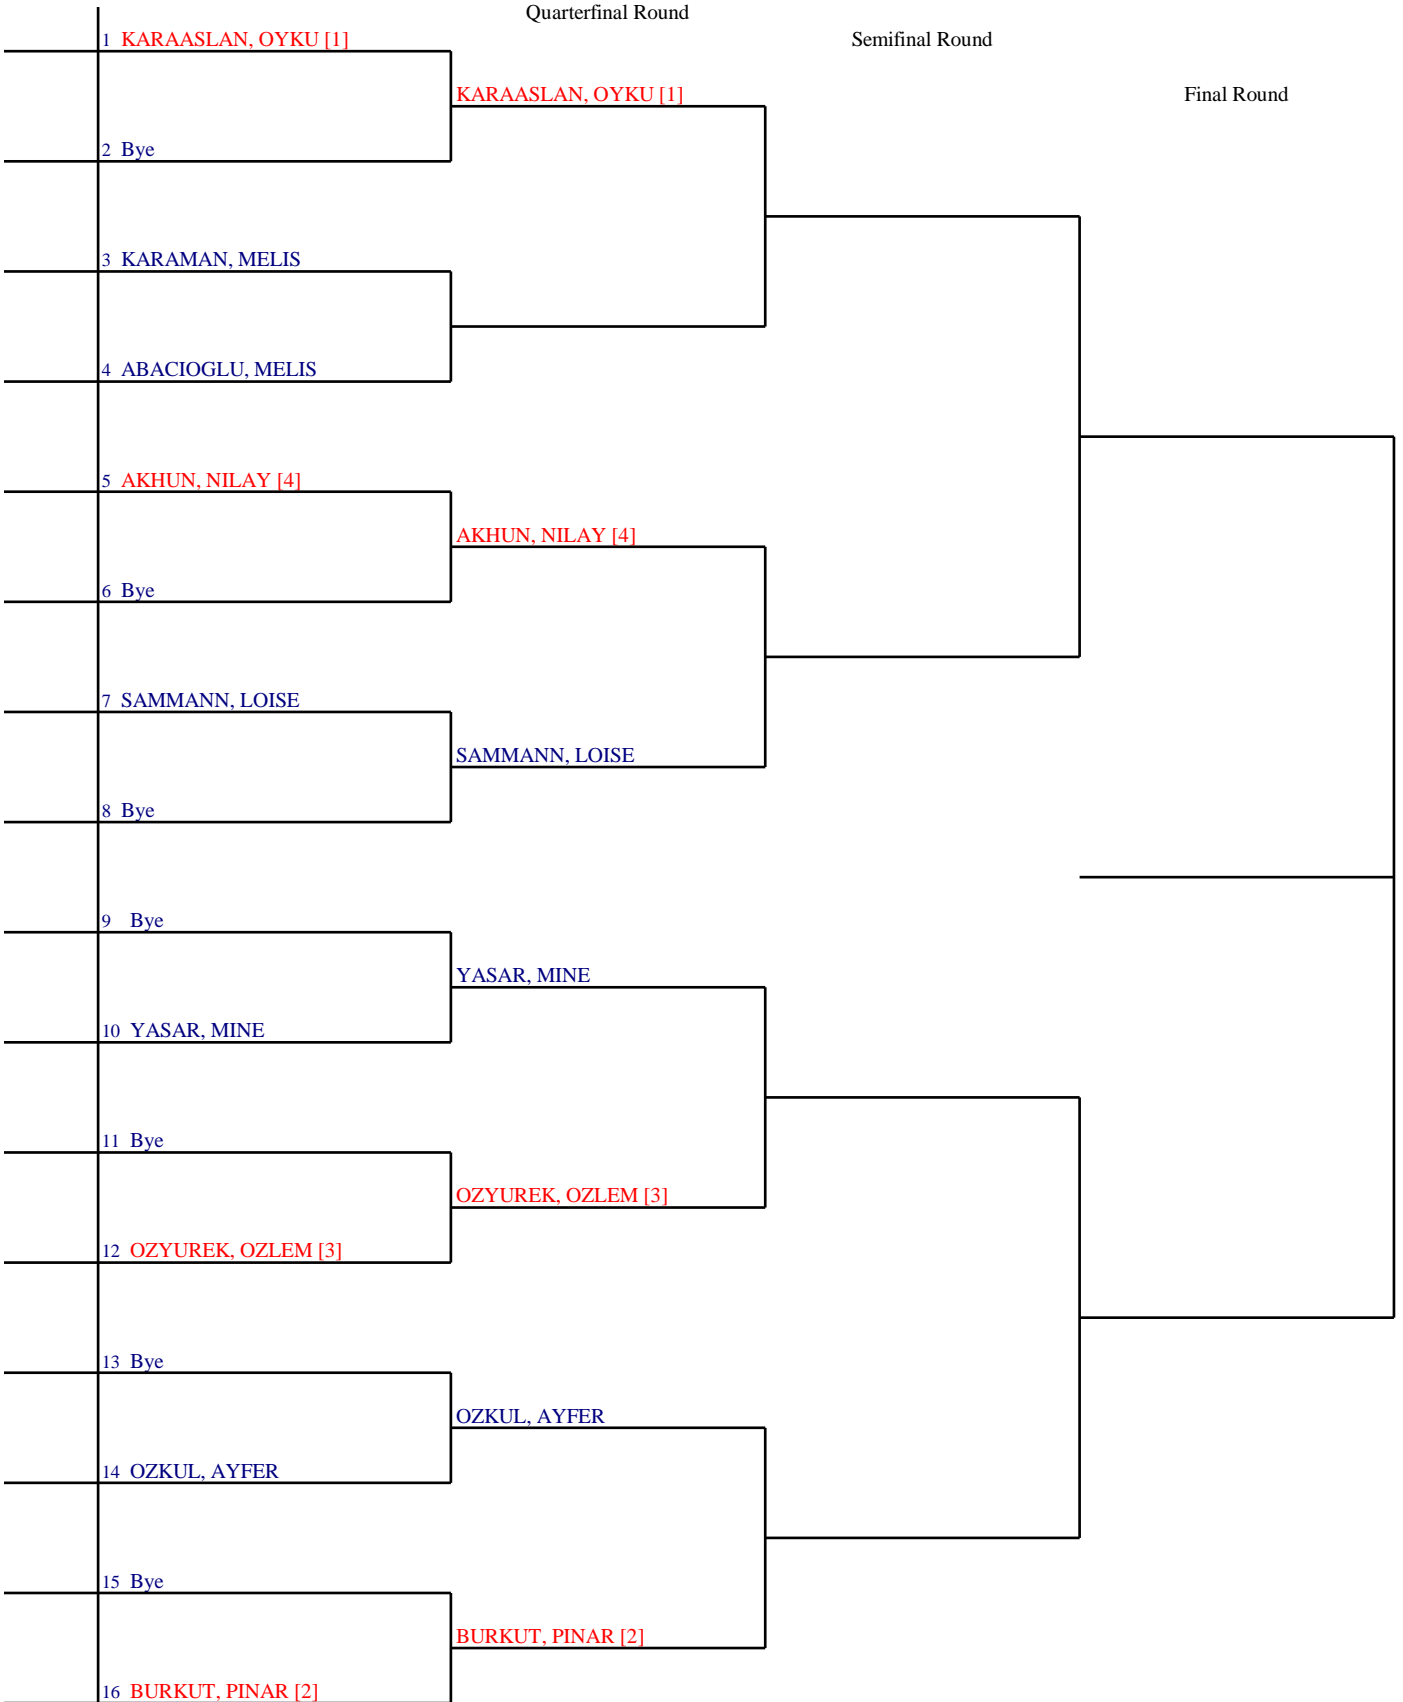 Quarterfinal Round
Semifinal Round
Final Round
1 KARAASLAN, OYKU [1]
KARAASLAN, OYKU [1]
2 Bye
3 KARAMAN, MELIS
4 ABACIOGLU, MELIS
5 AKHUN, NILAY [4]
AKHUN, NILAY [4]
6 Bye
7 SAMMANN, LOISE
SAMMANN, LOISE
8 Bye
9 Bye
YASAR, MINE
10 YASAR, MINE
11 Bye
OZYUREK, OZLEM [3]
12 OZYUREK, OZLEM [3]
13 Bye
OZKUL, AYFER
14 OZKUL, AYFER
15 Bye
BURKUT, PINAR [2]
16 BURKUT, PINAR [2]